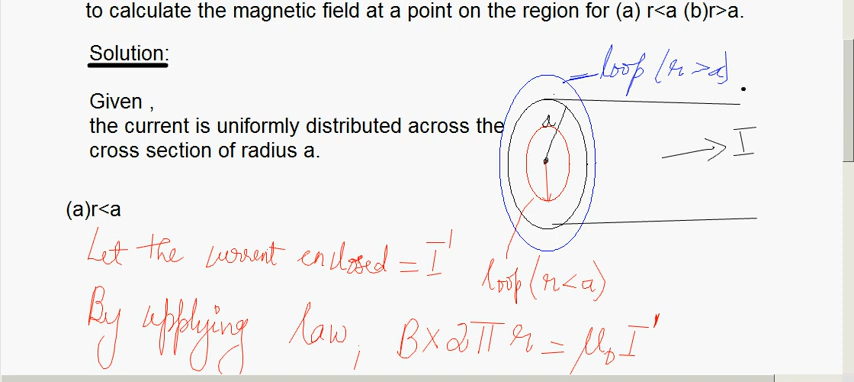 to calculate the magnetic field at a point on the region for (a) r<a (b)r>a.
Solution:
loop (r>a)
Given ,
the current is uniformly distributed across the
cross section of radius a.
a
I
(a)r<a
Let the current enclosed = I'
loop (r<a)
By applying law, B×2πr = μ₀I'